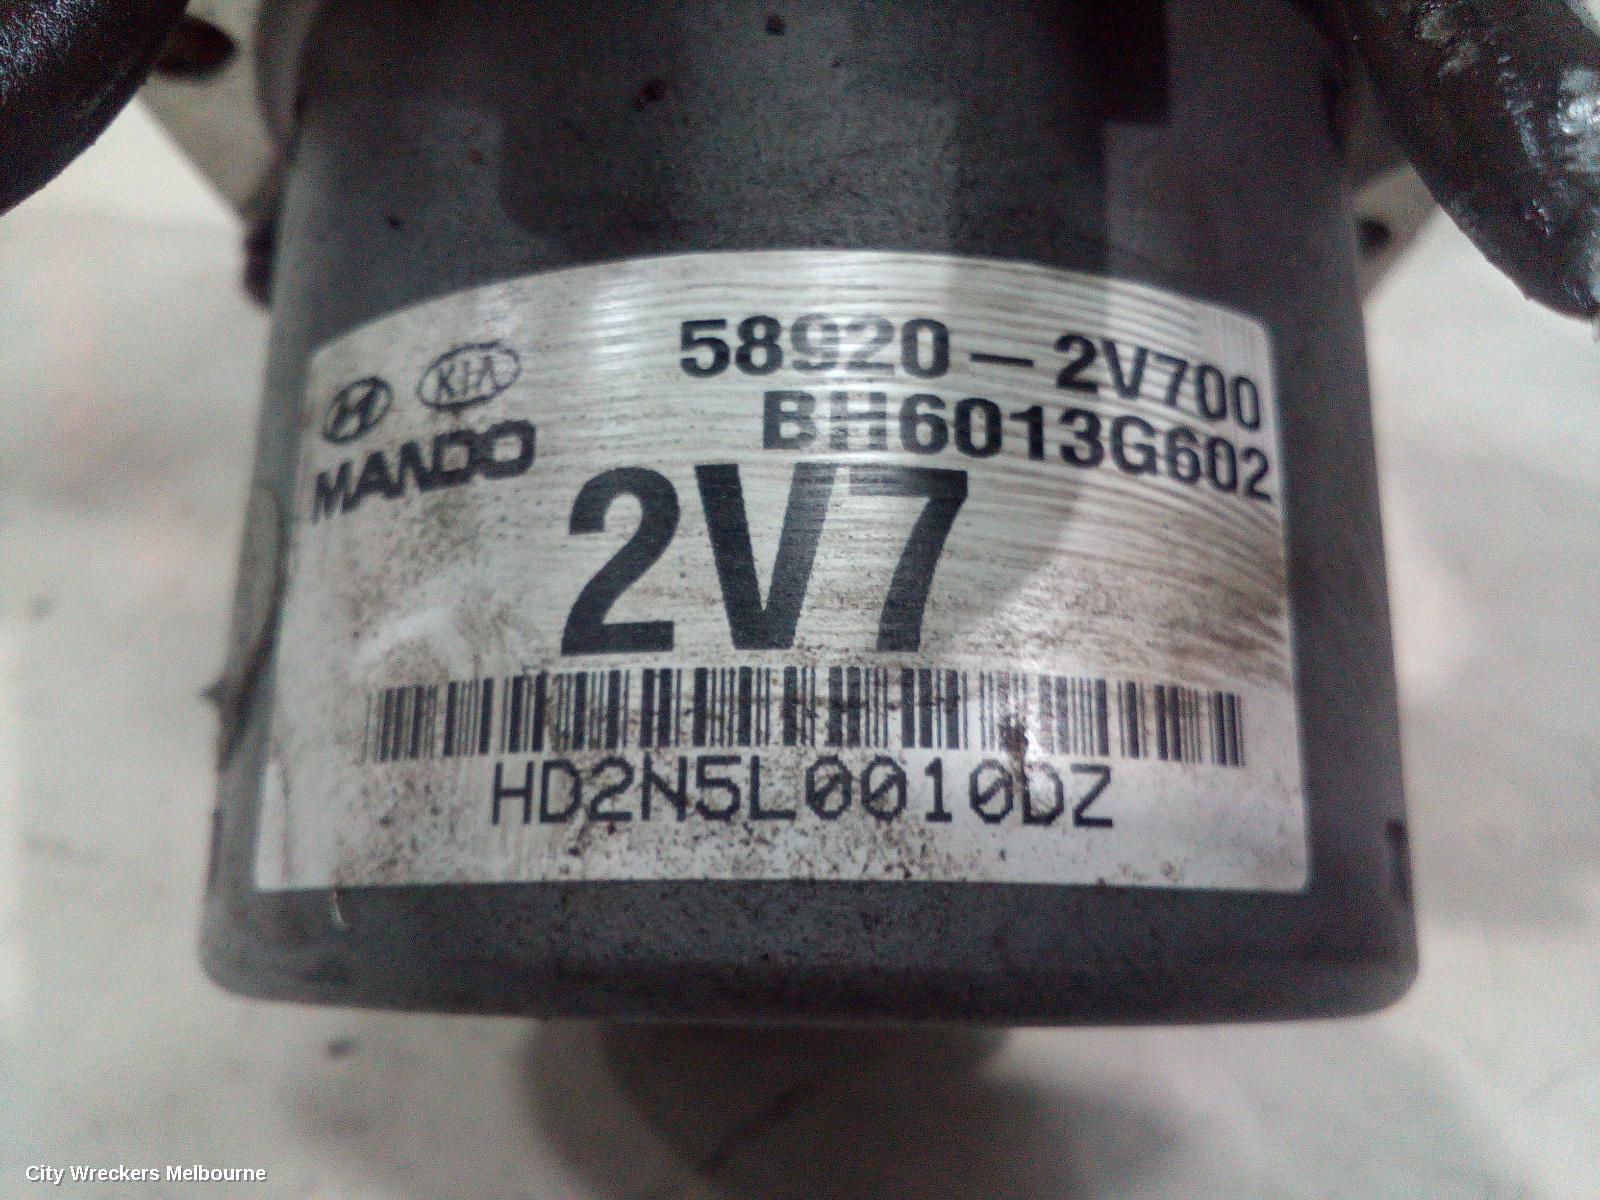 KIA
58920-2V700
MANDO
BH6013G602
2V7
HD2N5L0010DZ
City Wreckers Melbourne